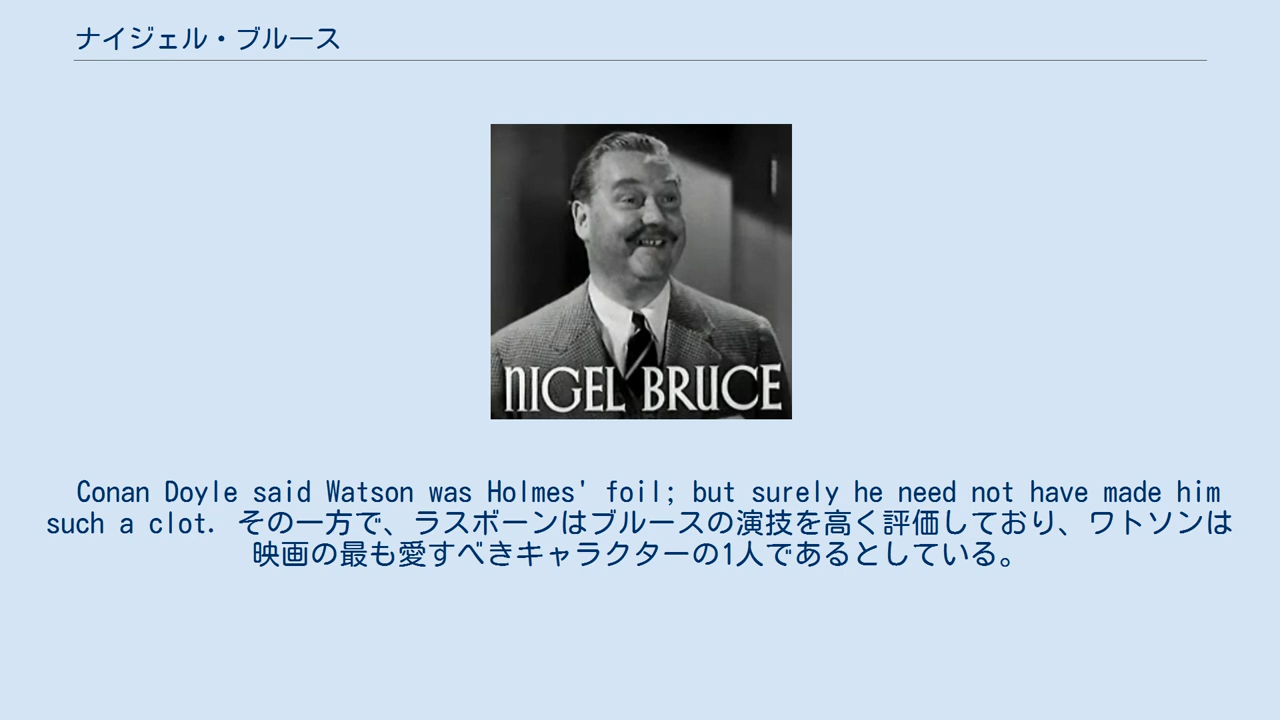 ナイジェル・ブルース
NIGEL BRUCE
Conan Doyle said Watson was Holmes' foil; but surely he need not have made him
such a clot. その一方で、ラスボーンはブルースの演技を高く評価しており、ワトソンは
映画の最も愛すべきキャラクターの1人であるとしている。